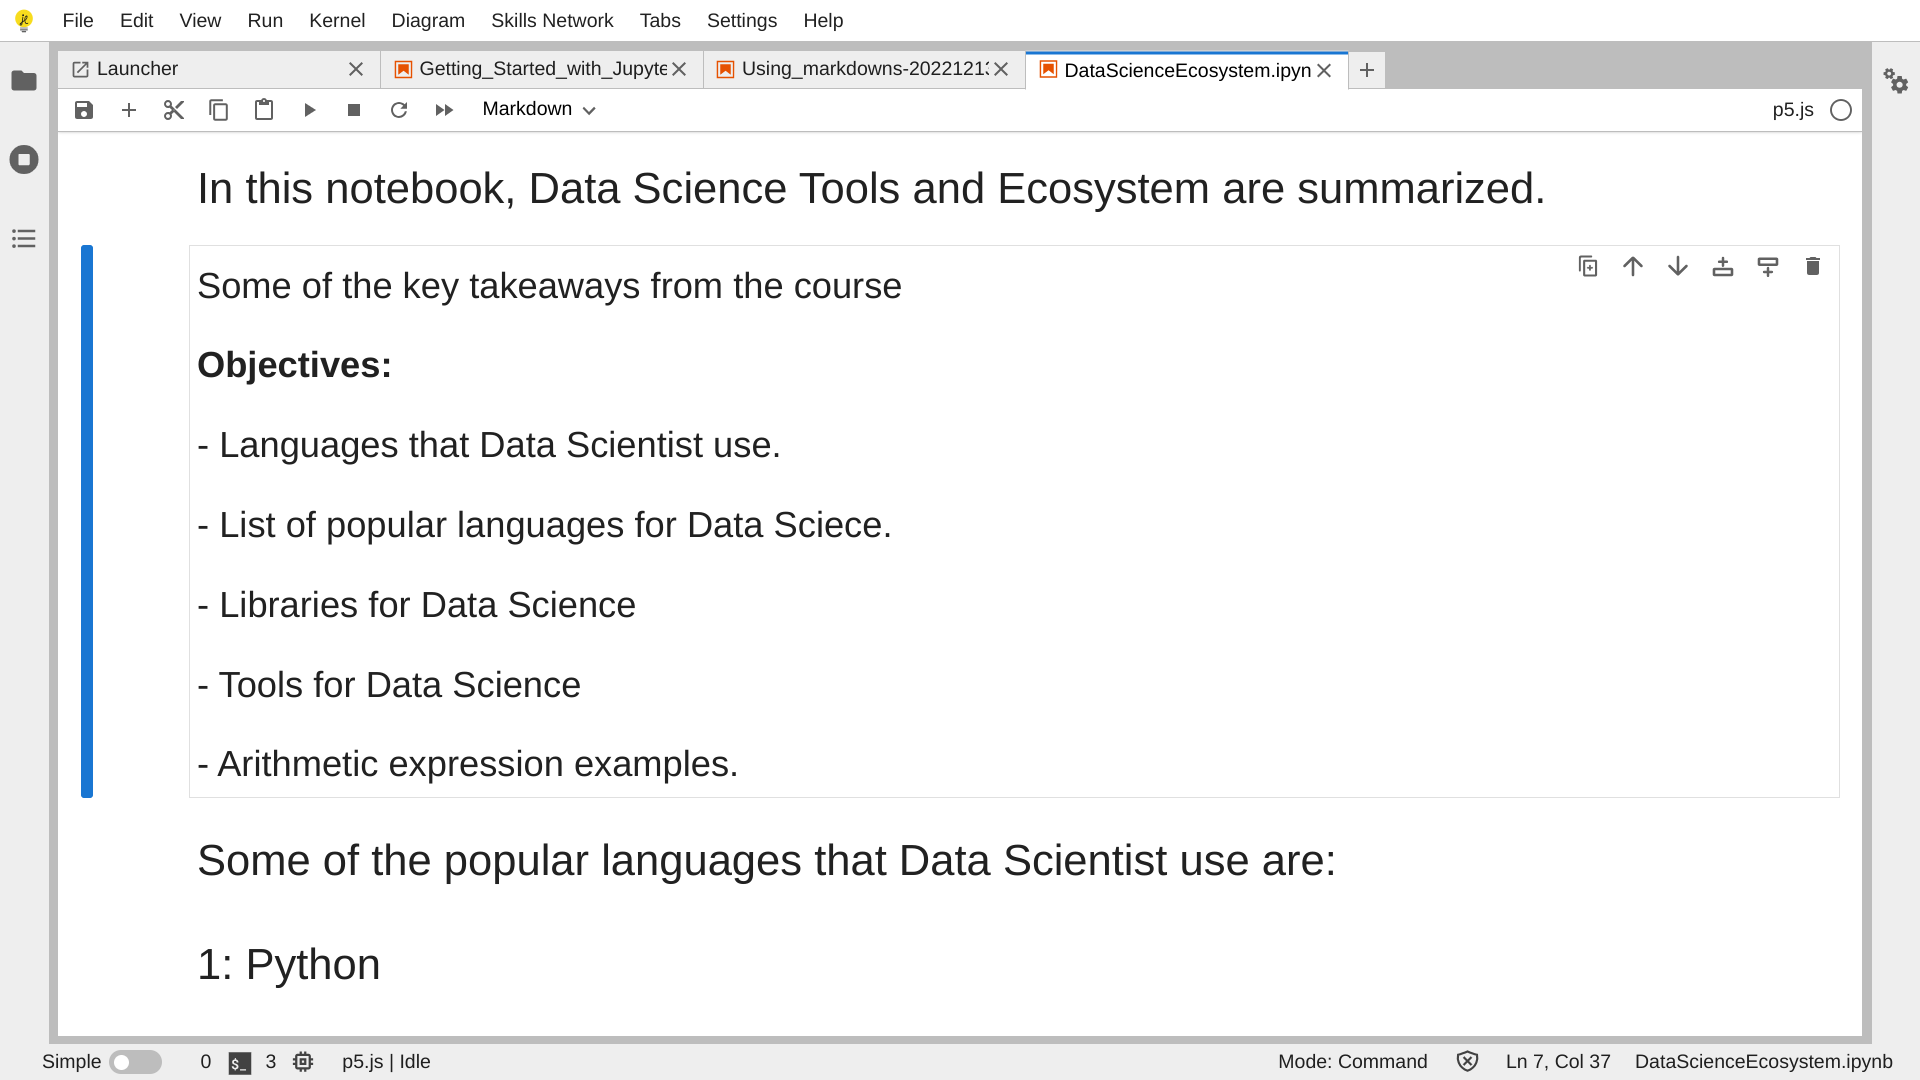 File Edit View Run Kernel Diagram Skills Network Tabs Settings Help
Launcher Getting_Started_with_Jupyte Using_markdowns-2022121 DataScienceEcosystem.ipyn
Markdown p5.js
In this notebook, Data Science Tools and Ecosystem are summarized.
Some of the key takeaways from the course
Objectives:
- Languages that Data Scientist use.
- List of popular languages for Data Sciece.
- Libraries for Data Science
- Tools for Data Science
- Arithmetic expression examples.
Some of the popular languages that Data Scientist use are:
1: Python
Simple 0 $_ 3 p5.js | Idle Mode: Command Ln 7, Col 37 DataScienceEcosystem.ipynb